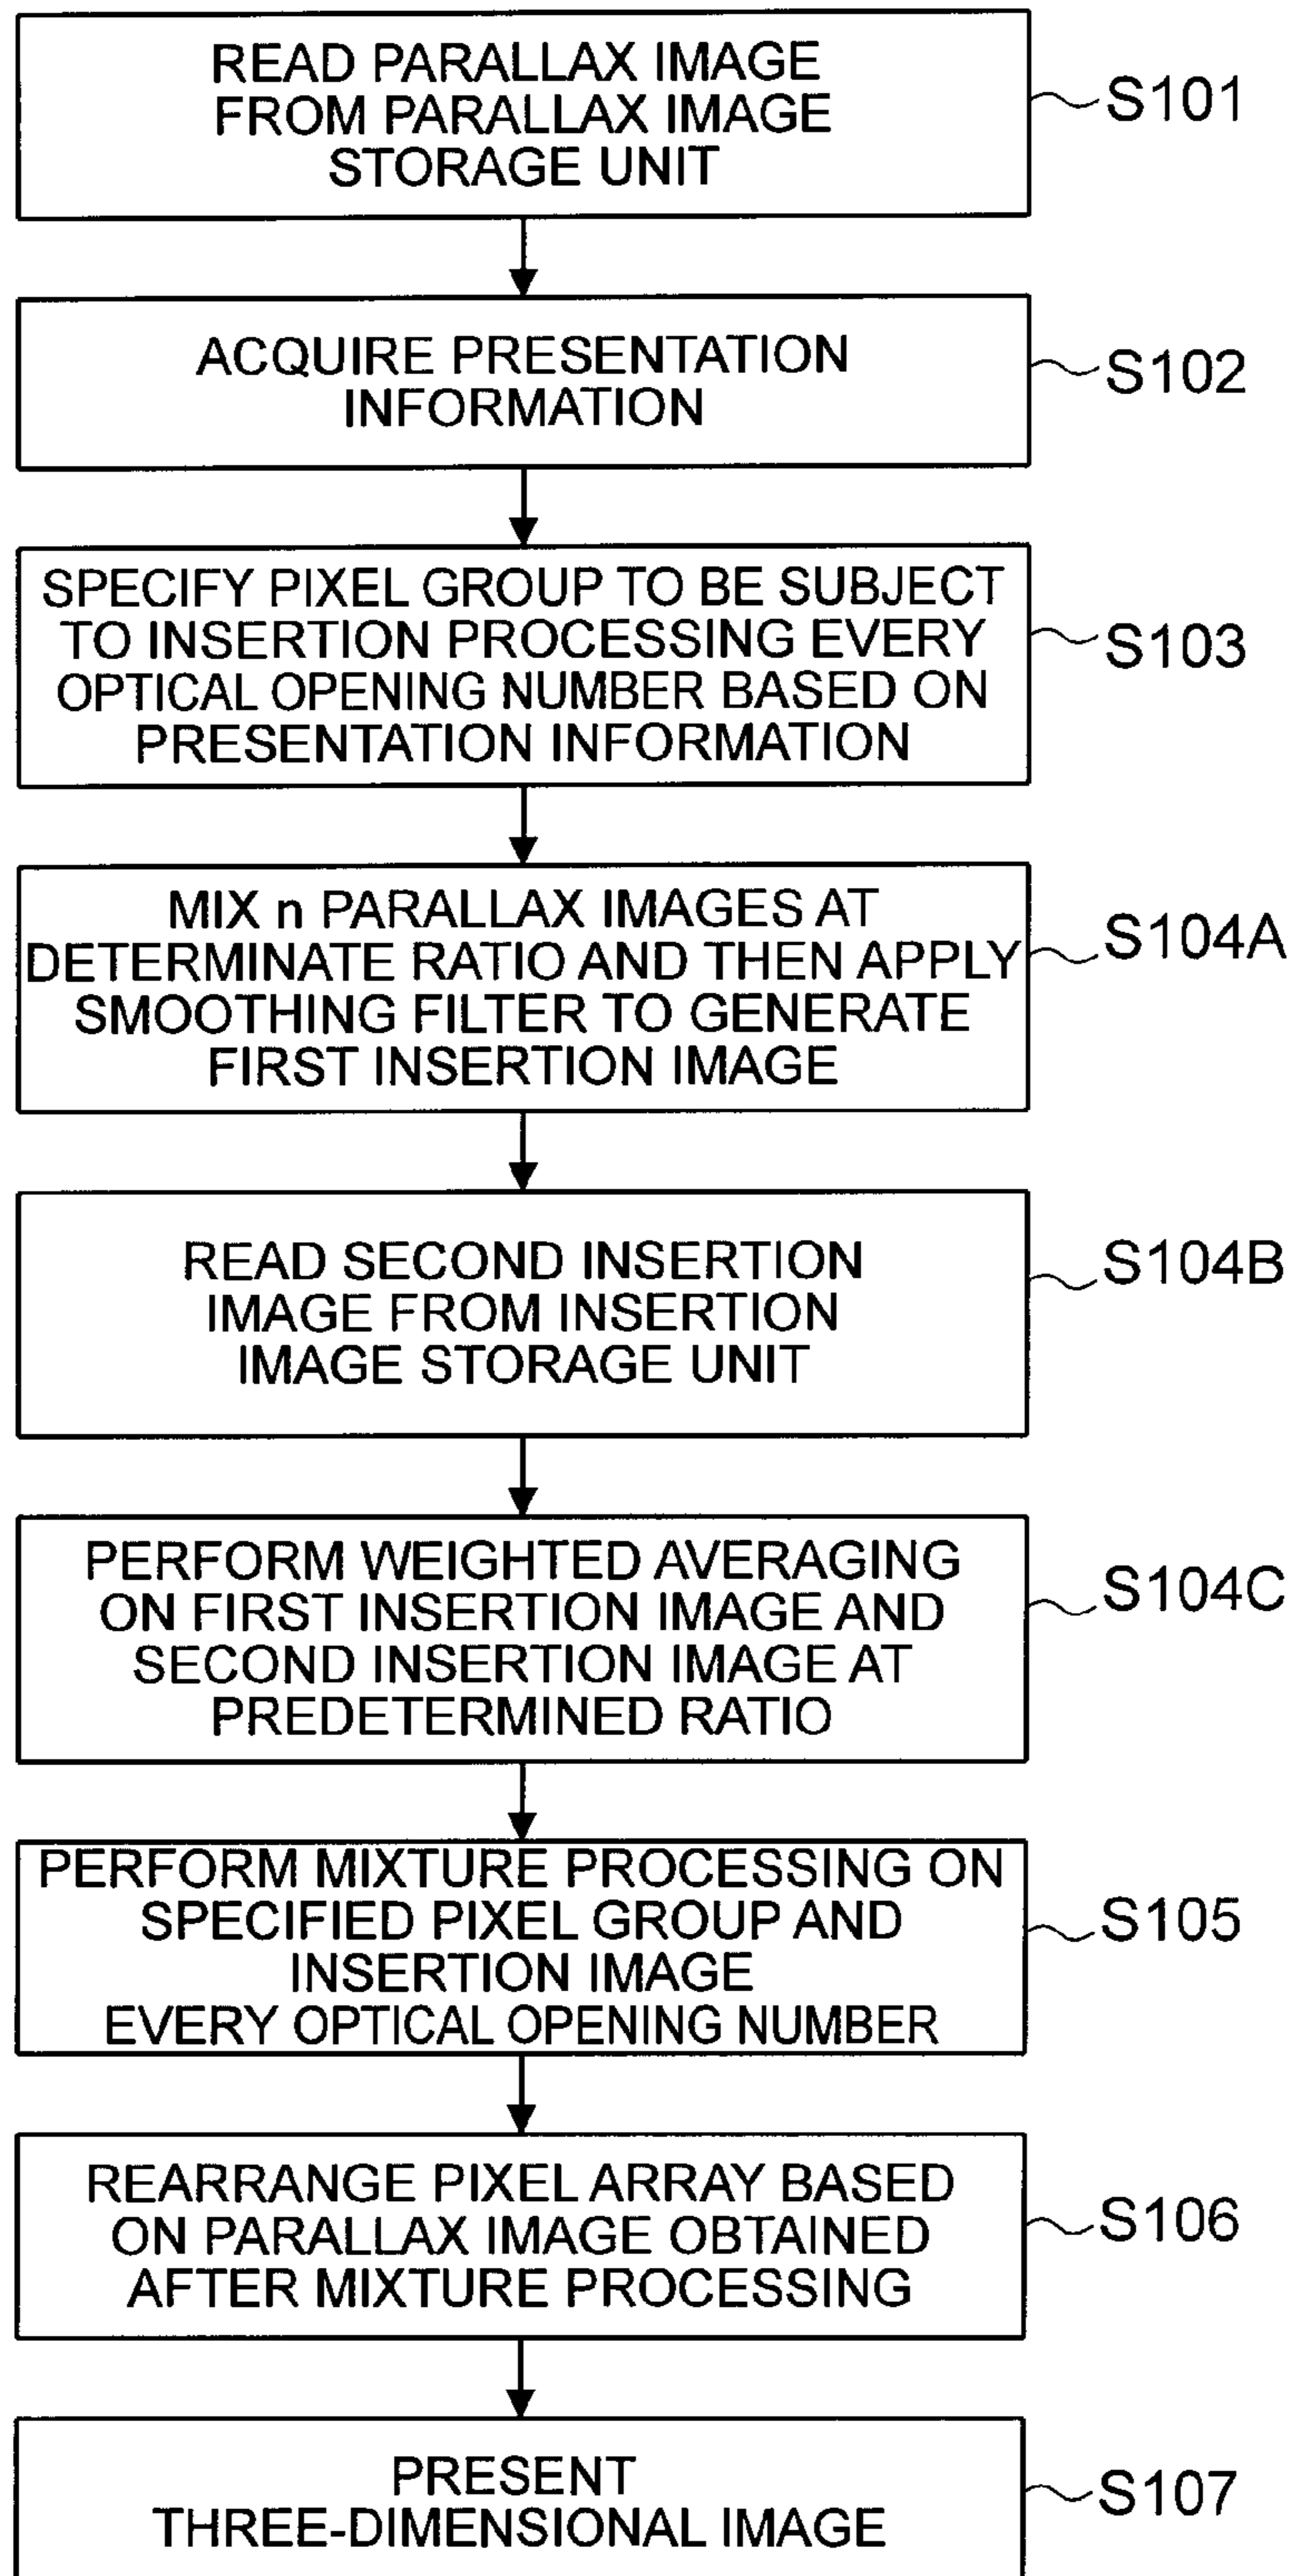 READ PARALLAX IMAGE
FROM PARALLAX IMAGE
STORAGE UNIT
S101
ACQUIRE PRESENTATION
INFORMATION
S102
SPECIFY PIXEL GROUP TO BE SUBJECT
TO INSERTION PROCESSING EVERY
OPTICAL OPENING NUMBER BASED ON
PRESENTATION INFORMATION
S103
MIX n PARALLAX IMAGES AT
DETERMINATE RATIO AND THEN APPLY
SMOOTHING FILTER TO GENERATE
FIRST INSERTION IMAGE
S104A
READ SECOND INSERTION
IMAGE FROM INSERTION
IMAGE STORAGE UNIT
S104B
PERFORM WEIGHTED AVERAGING
ON FIRST INSERTION IMAGE AND
SECOND INSERTION IMAGE AT
PREDETERMINED RATIO
S104C
PERFORM MIXTURE PROCESSING ON
SPECIFIED PIXEL GROUP AND
INSERTION IMAGE
EVERY OPTICAL OPENING NUMBER
S105
REARRANGE PIXEL ARRAY BASED
ON PARALLAX IMAGE OBTAINED
AFTER MIXTURE PROCESSING
S106
PRESENT
THREE-DIMENSIONAL IMAGE
S107